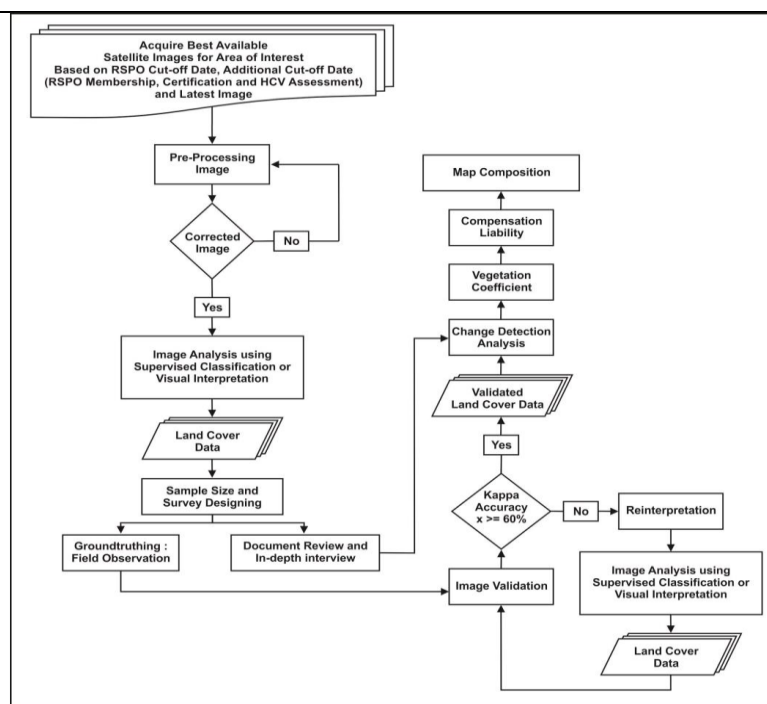 Acquire Best Available
Satellite Images for Area of Interest
Based on RSPO Cut-off Date, Additional Cut-off Date
(RSPO Membership, Certification and HCV Assessment)
and Latest Image
Pre-Processing
Image
Corrected
Image
No
Yes
Image Analysis using
Supervised Classification or
Visual Interpretation
Land Cover
Data
Sample Size and
Survey Designing
Groundtruthing :
Field Observation
Document Review and
In-depth interview
Map Composition
Compensation
Liability
Vegetation
Coefficient
Change Detection
Analysis
Validated
Land Cover Data
Yes
Kappa
Accuracy
x >= 60%
No
Reinterpretation
Image Validation
Image Analysis using
Supervised Classification or
Visual Interpretation
Land Cover
Data